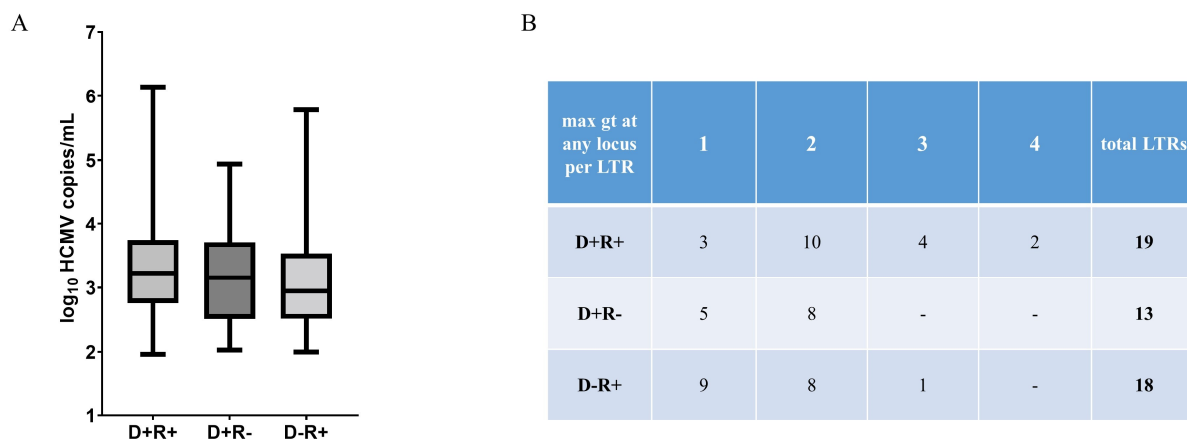 A
B
log10 HCMV copies/mL
7
6
5
4
3
2
1
D+R+ D+R- D-R+
max gt at
any locus
per LTR
1 2 3 4 total LTRs
D+R+ 3 10 4 2 19
D+R- 5 8 - - 13
D-R+ 9 8 1 - 18